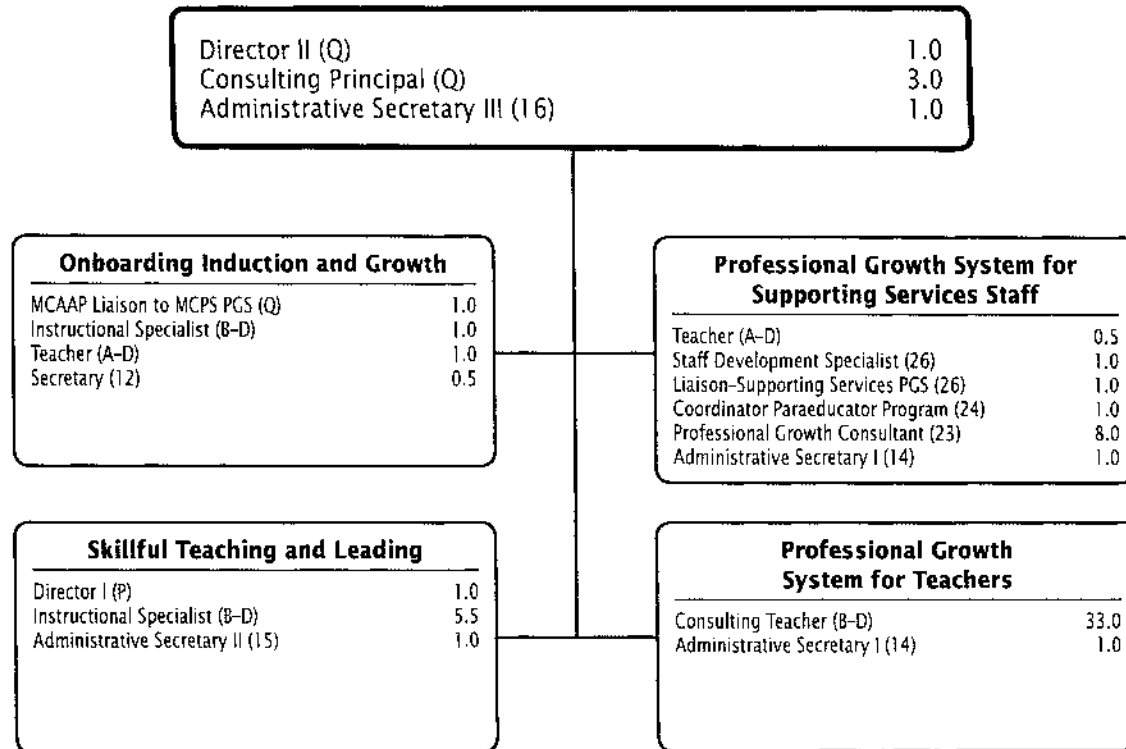 Director II (Q) 1.0
Consulting Principal (Q) 3.0
Administrative Secretary III (16) 1.0
Onboarding Induction and Growth
MCAAP Liaison to MCPS PGS (Q) 1.0
Instructional Specialist (B–D) 1.0
Teacher (A–D) 1.0
Secretary (12) 0.5
Professional Growth System for
Supporting Services Staff
Teacher (A–D) 0.5
Staff Development Specialist (26) 1.0
Liaison–Supporting Services PGS (26) 1.0
Coordinator Paraeducator Program (24) 1.0
Professional Growth Consultant (23) 8.0
Administrative Secretary I (14) 1.0
Skillful Teaching and Leading
Director I (P) 1.0
Instructional Specialist (B–D) 5.5
Administrative Secretary II (15) 1.0
Professional Growth
System for Teachers
Consulting Teacher (B–D) 33.0
Administrative Secretary I (14) 1.0